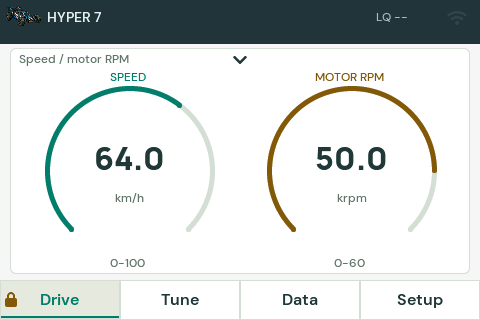 HYPER 7
LQ --
Speed / motor RPM
SPEED
MOTOR RPM
64.0
50.0
km/h
krpm
0-100
0-60
Drive
Tune
Data
Setup